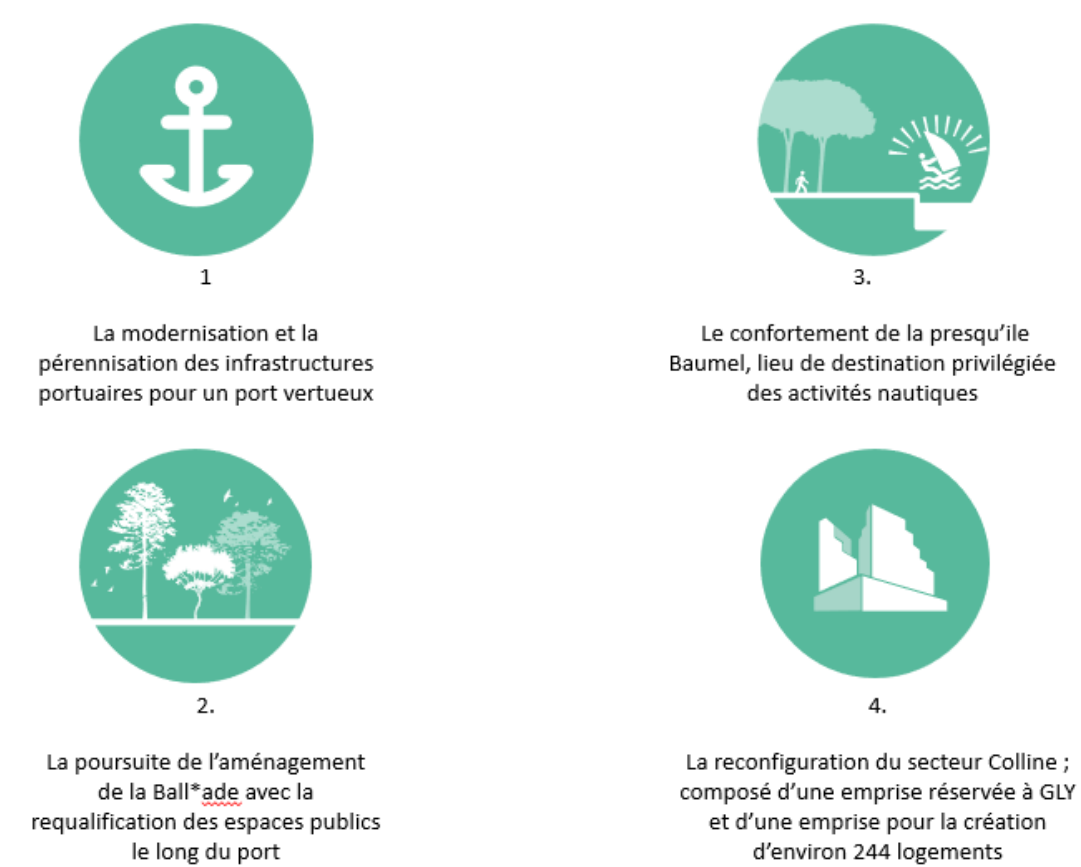 1
La modernisation et la
pérennisation des infrastructures
portuaires pour un port vertueux
2.
La poursuite de l’aménagement
de la Ball*ade avec la
requalification des espaces publics
le long du port
3.
Le confortement de la presqu’ile
Baumel, lieu de destination privilégiée
des activités nautiques
4.
La reconfiguration du secteur Colline ;
composé d’une emprise réservée à GLY
et d’une emprise pour la création
d’environ 244 logements